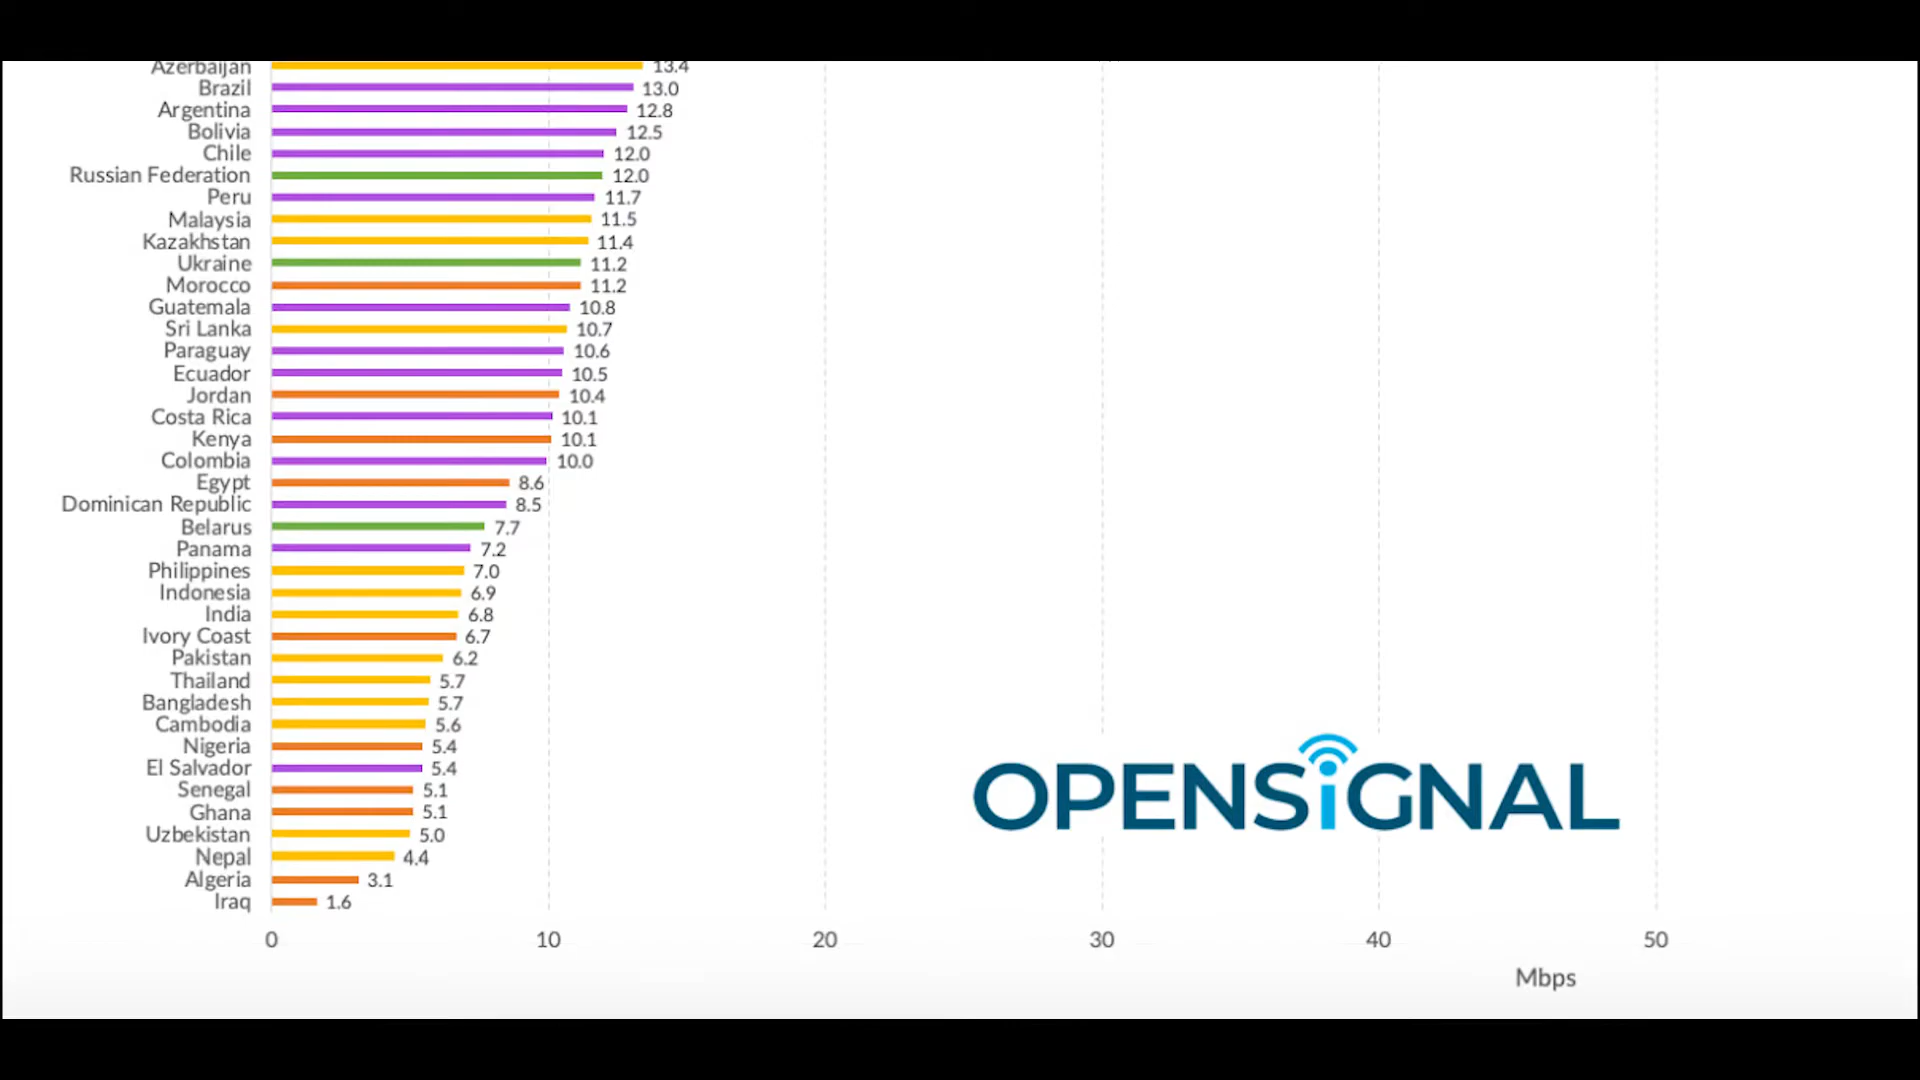 Azerbaijan 13.4
Brazil 13.0
Argentina 12.8
Bolivia 12.5
Chile 12.0
Russian Federation 12.0
Peru 11.7
Malaysia 11.5
Kazakhstan 11.4
Ukraine 11.2
Morocco 11.2
Guatemala 10.8
Sri Lanka 10.7
Paraguay 10.6
Ecuador 10.5
Jordan 10.4
Costa Rica 10.1
Kenya 10.1
Colombia 10.0
Egypt 8.6
Dominican Republic 8.5
Belarus 7.7
Panama 7.2
Philippines 7.0
Indonesia 6.9
India 6.8
Ivory Coast 6.7
Pakistan 6.2
Thailand 5.7
Bangladesh 5.7
Cambodia 5.6
Nigeria 5.4
El Salvador 5.4
Senegal 5.1
Ghana 5.1
Uzbekistan 5.0
Nepal 4.4
Algeria 3.1
Iraq 1.6
OPENSiGNAL
0 10 20 30 40 50
Mbps